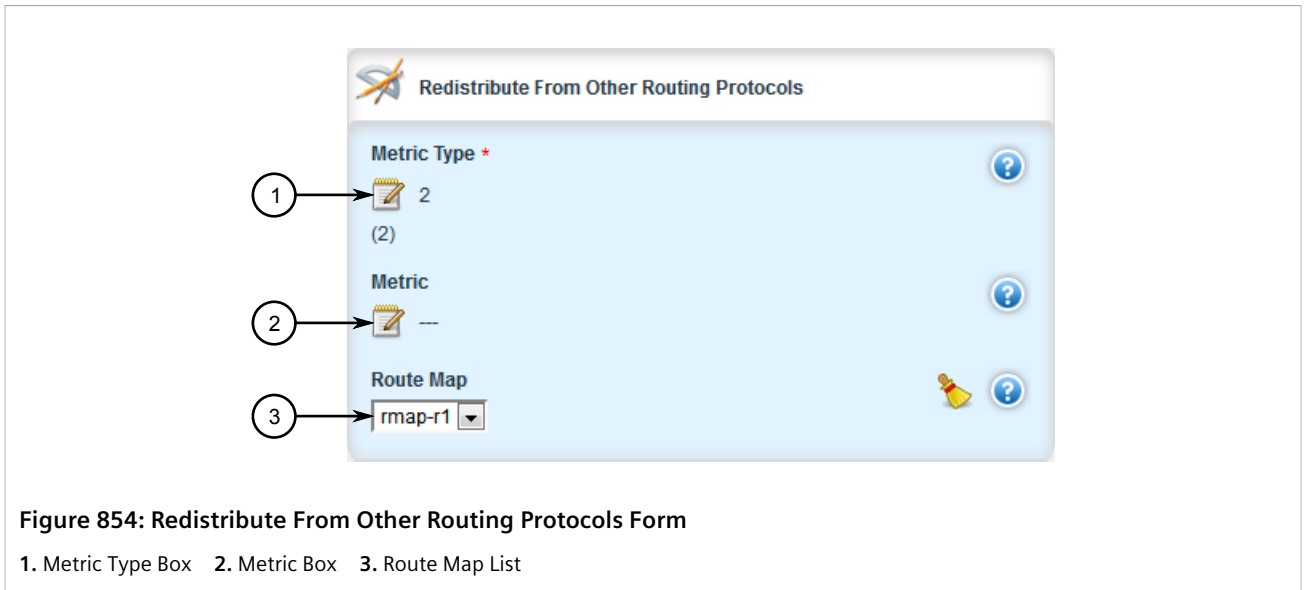 Redistribute From Other Routing Protocols
Metric Type *
1
2
(2)
Metric
2
---
Route Map
3
rmap-r1
Figure 854: Redistribute From Other Routing Protocols Form
1. Metric Type Box 2. Metric Box 3. Route Map List